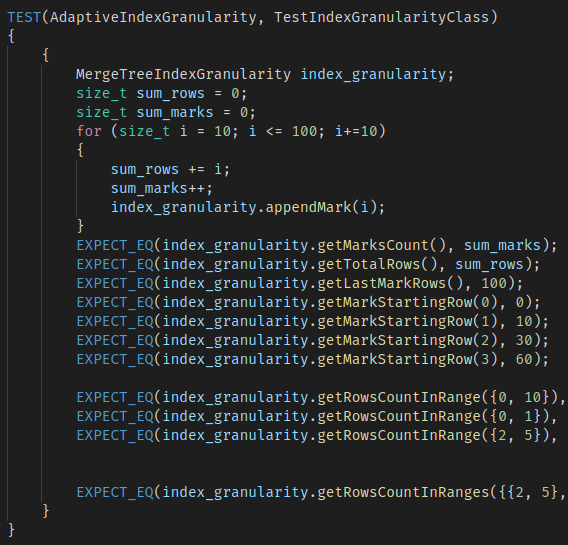 TEST(AdaptiveIndexGranularity, TestIndexGranularityClass)
{
    {
        MergeTreeIndexGranularity index_granularity;
        size_t sum_rows = 0;
        size_t sum_marks = 0;
        for (size_t i = 10; i <= 100; i+=10)
        {
            sum_rows += i;
            sum_marks++;
            index_granularity.appendMark(i);
        }
        EXPECT_EQ(index_granularity.getMarksCount(), sum_marks);
        EXPECT_EQ(index_granularity.getTotalRows(), sum_rows);
        EXPECT_EQ(index_granularity.getLastMarkRows(), 100);
        EXPECT_EQ(index_granularity.getMarkStartingRow(0), 0);
        EXPECT_EQ(index_granularity.getMarkStartingRow(1), 10);
        EXPECT_EQ(index_granularity.getMarkStartingRow(2), 30);
        EXPECT_EQ(index_granularity.getMarkStartingRow(3), 60);

        EXPECT_EQ(index_granularity.getRowsCountInRange({0, 10}),
        EXPECT_EQ(index_granularity.getRowsCountInRange({0, 1}),
        EXPECT_EQ(index_granularity.getRowsCountInRange({2, 5}),

        EXPECT_EQ(index_granularity.getRowsCountInRanges({{2, 5},
    }
}